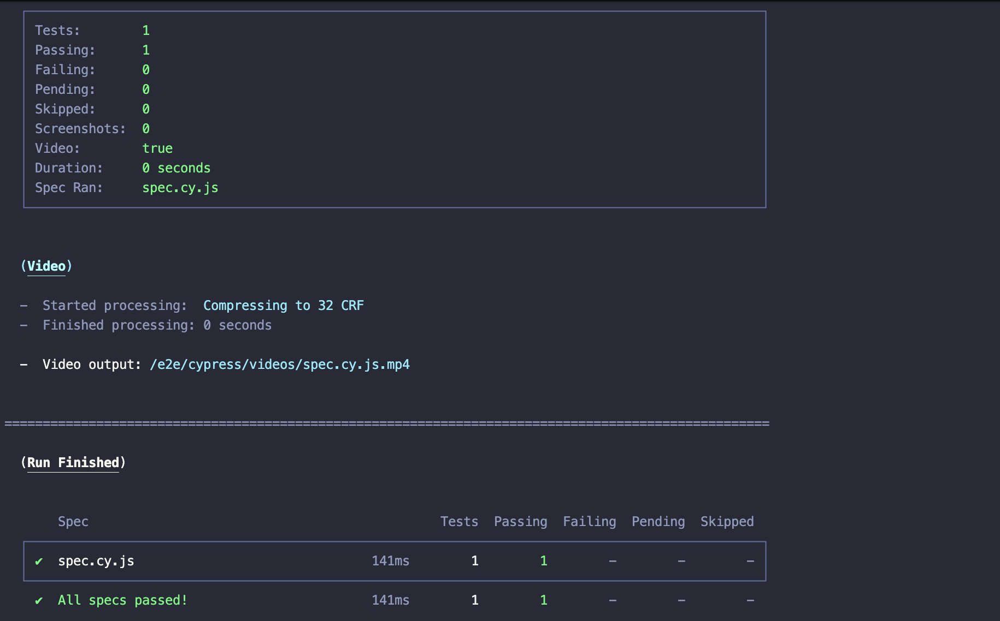 Tests: 1
Passing: 1
Failing: 0
Pending: 0
Skipped: 0
Screenshots: 0
Video: true
Duration: 0 seconds
Spec Ran: spec.cy.js
(Video)
– Started processing: Compressing to 32 CRF
– Finished processing: 0 seconds
– Video output: /e2e/cypress/videos/spec.cy.js.mp4
====================================================================================================
(Run Finished)
Spec Tests Passing Failing Pending Skipped
✔ spec.cy.js 141ms 1 1 – – –
✔ All specs passed! 141ms 1 1 – – –